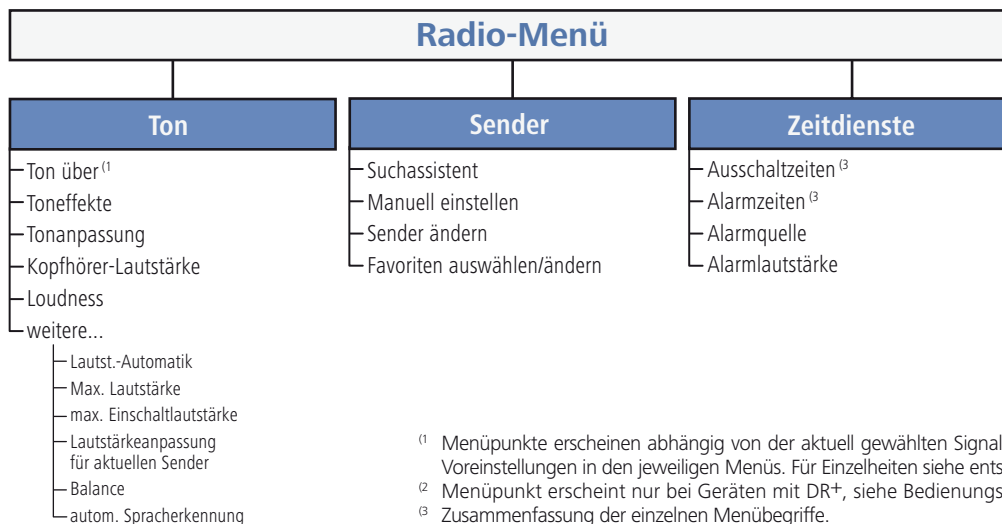 Radio-Menü
Ton
Ton über (1
Toneffekte
Tonanpassung
Kopfhörer-Lautstärke
Loudness
weitere...
Lautst.-Automatik
Max. Lautstärke
max. Einschaltlautstärke
Lautstärkeanpassung
für aktuellen Sender
Balance
autom. Spracherkennung
Sender
Suchassistent
Manuell einstellen
Sender ändern
Favoriten auswählen/ändern
Zeitdienste
Ausschaltzeiten (3
Alarmzeiten (3
Alarmquelle
Alarmlautstärke
(1 Menüpunkte erscheinen abhängig von der aktuell gewählten Signal
Voreinstellungen in den jeweiligen Menüs. Für Einzelheiten siehe ents
(2 Menüpunkt erscheint nur bei Geräten mit DR+, siehe Bedienungs
(3 Zusammenfassung der einzelnen Menübegriffe.